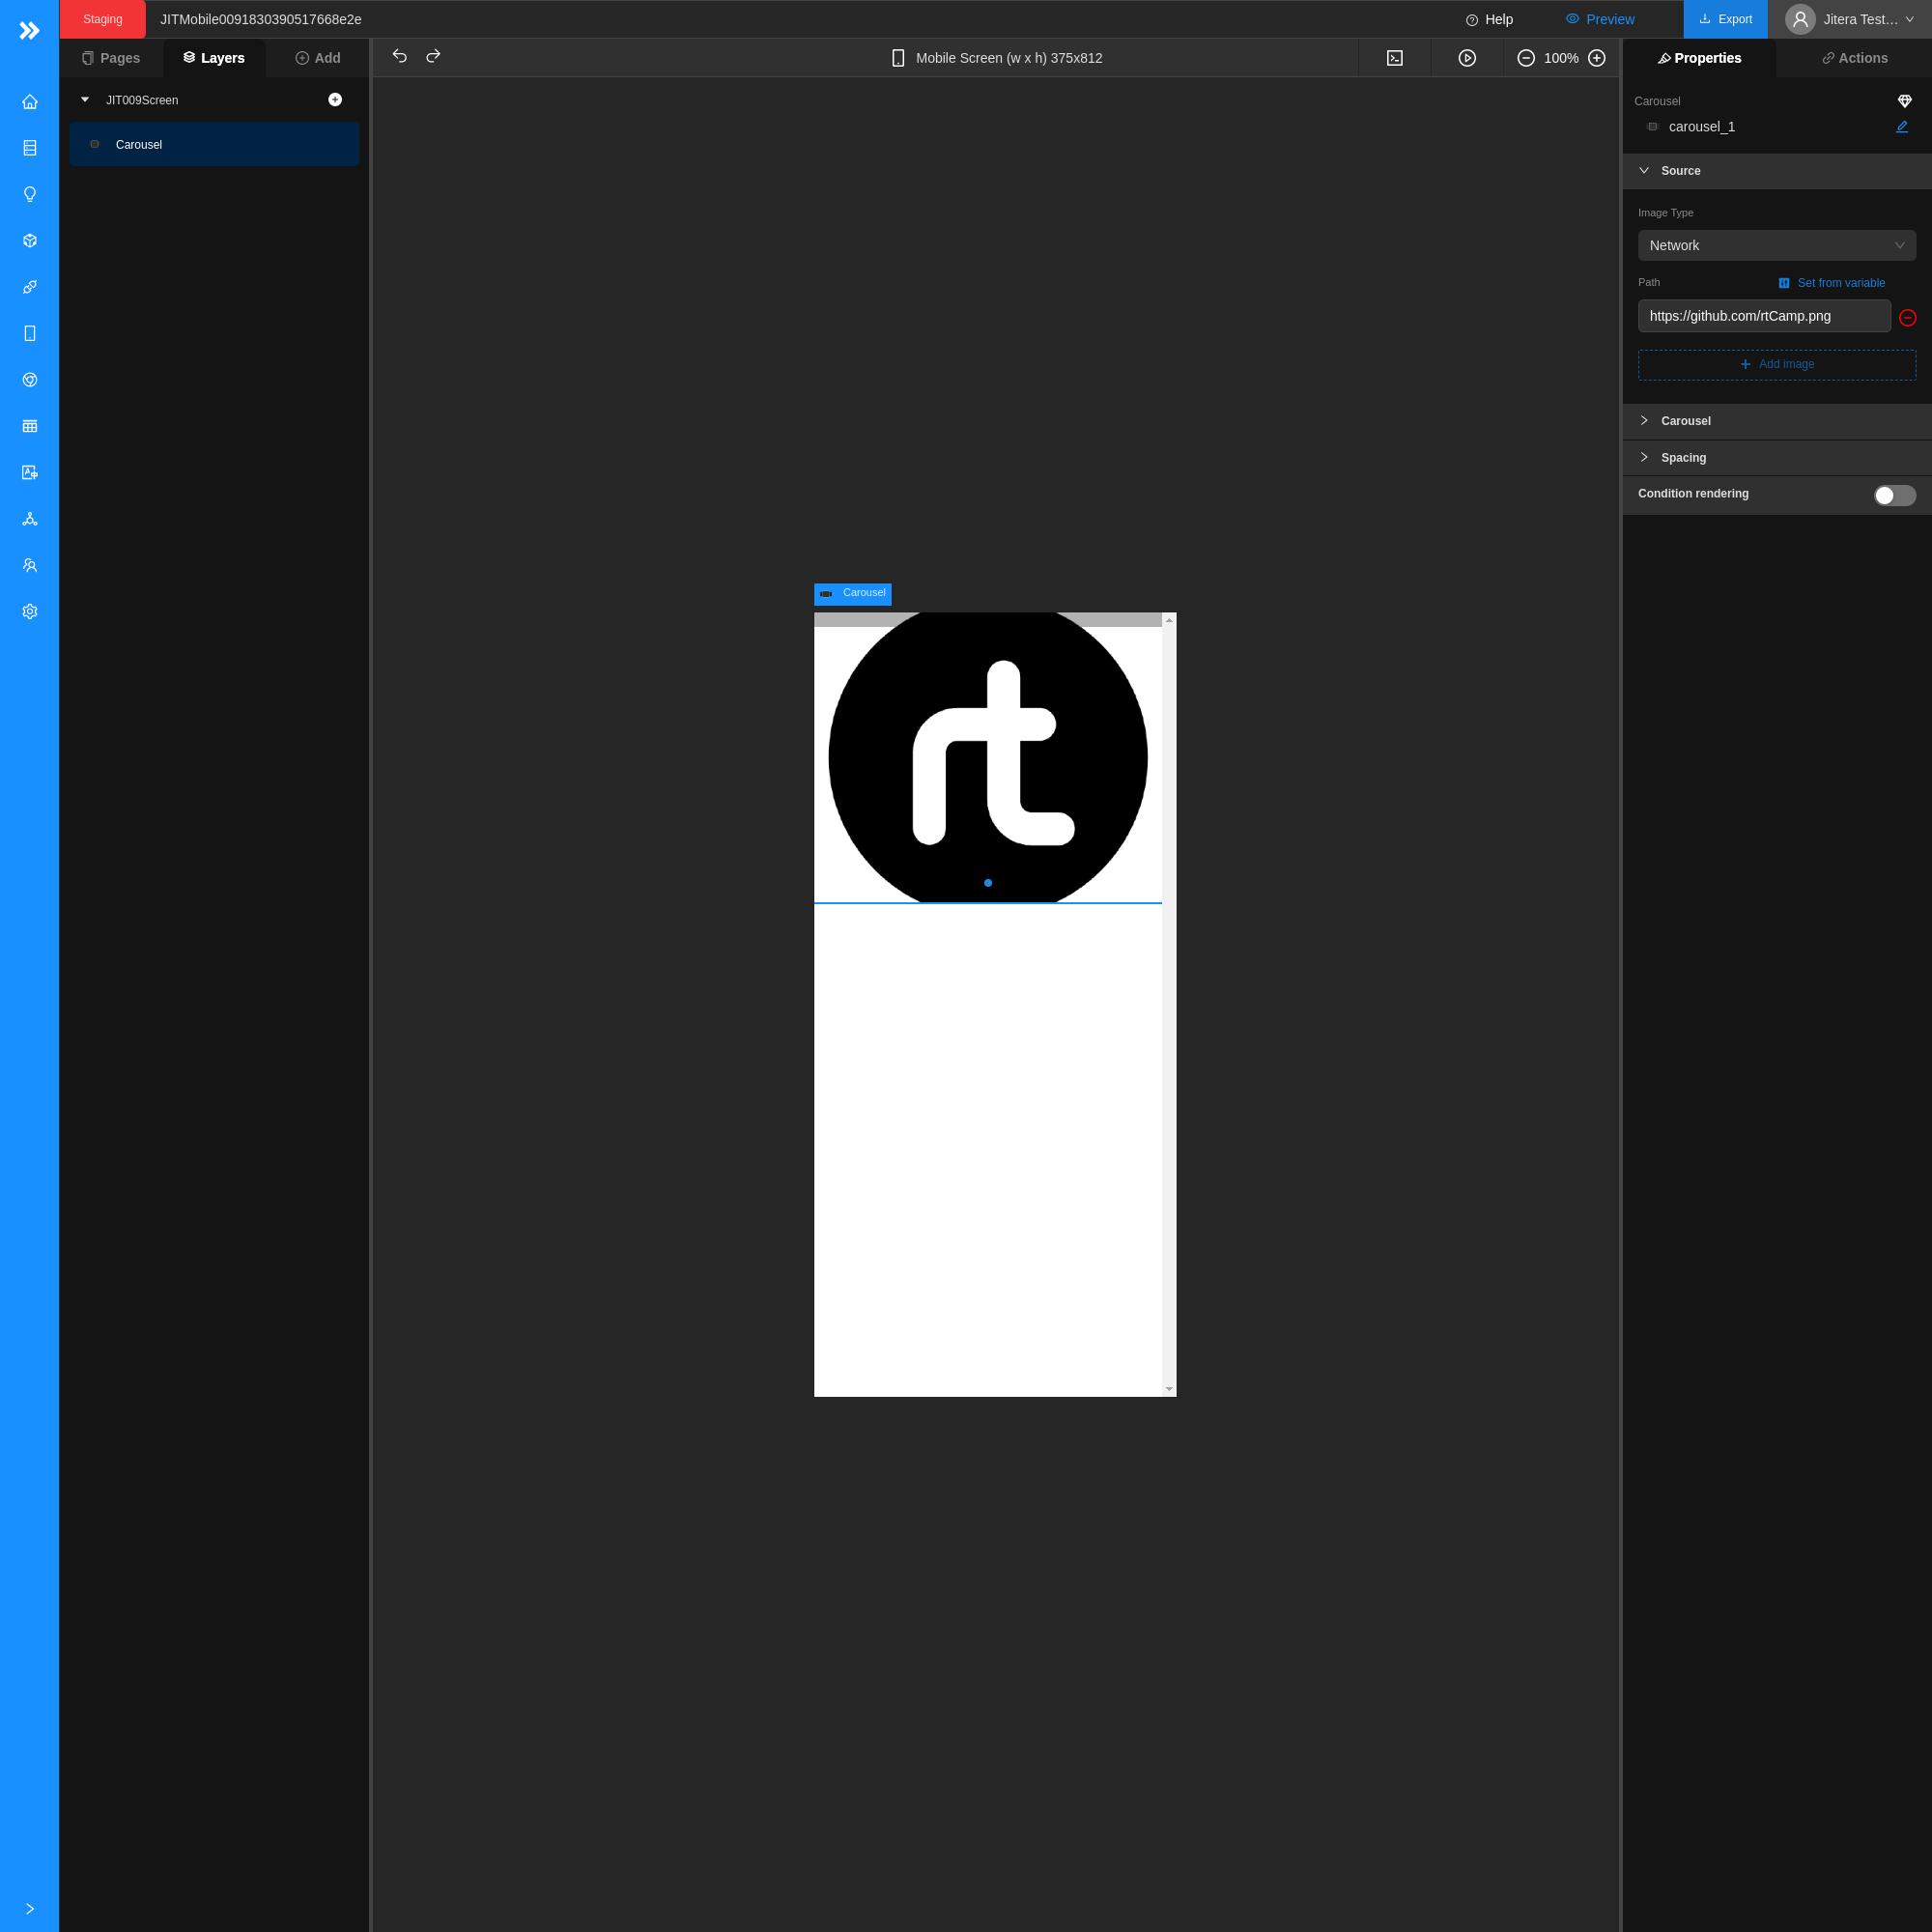 Staging
JITMobile0091830390517668e2e
Help
Preview
Export
Jitera Test...
Pages
Layers
Add
Mobile Screen (w x h) 375x812
100%
Properties
Actions
JIT009Screen
Carousel
Carousel
carousel_1
Source
Image Type
Network
Path
Set from variable
https://github.com/rtCamp.png
Add image
Carousel
Spacing
Condition rendering
Carousel
rt